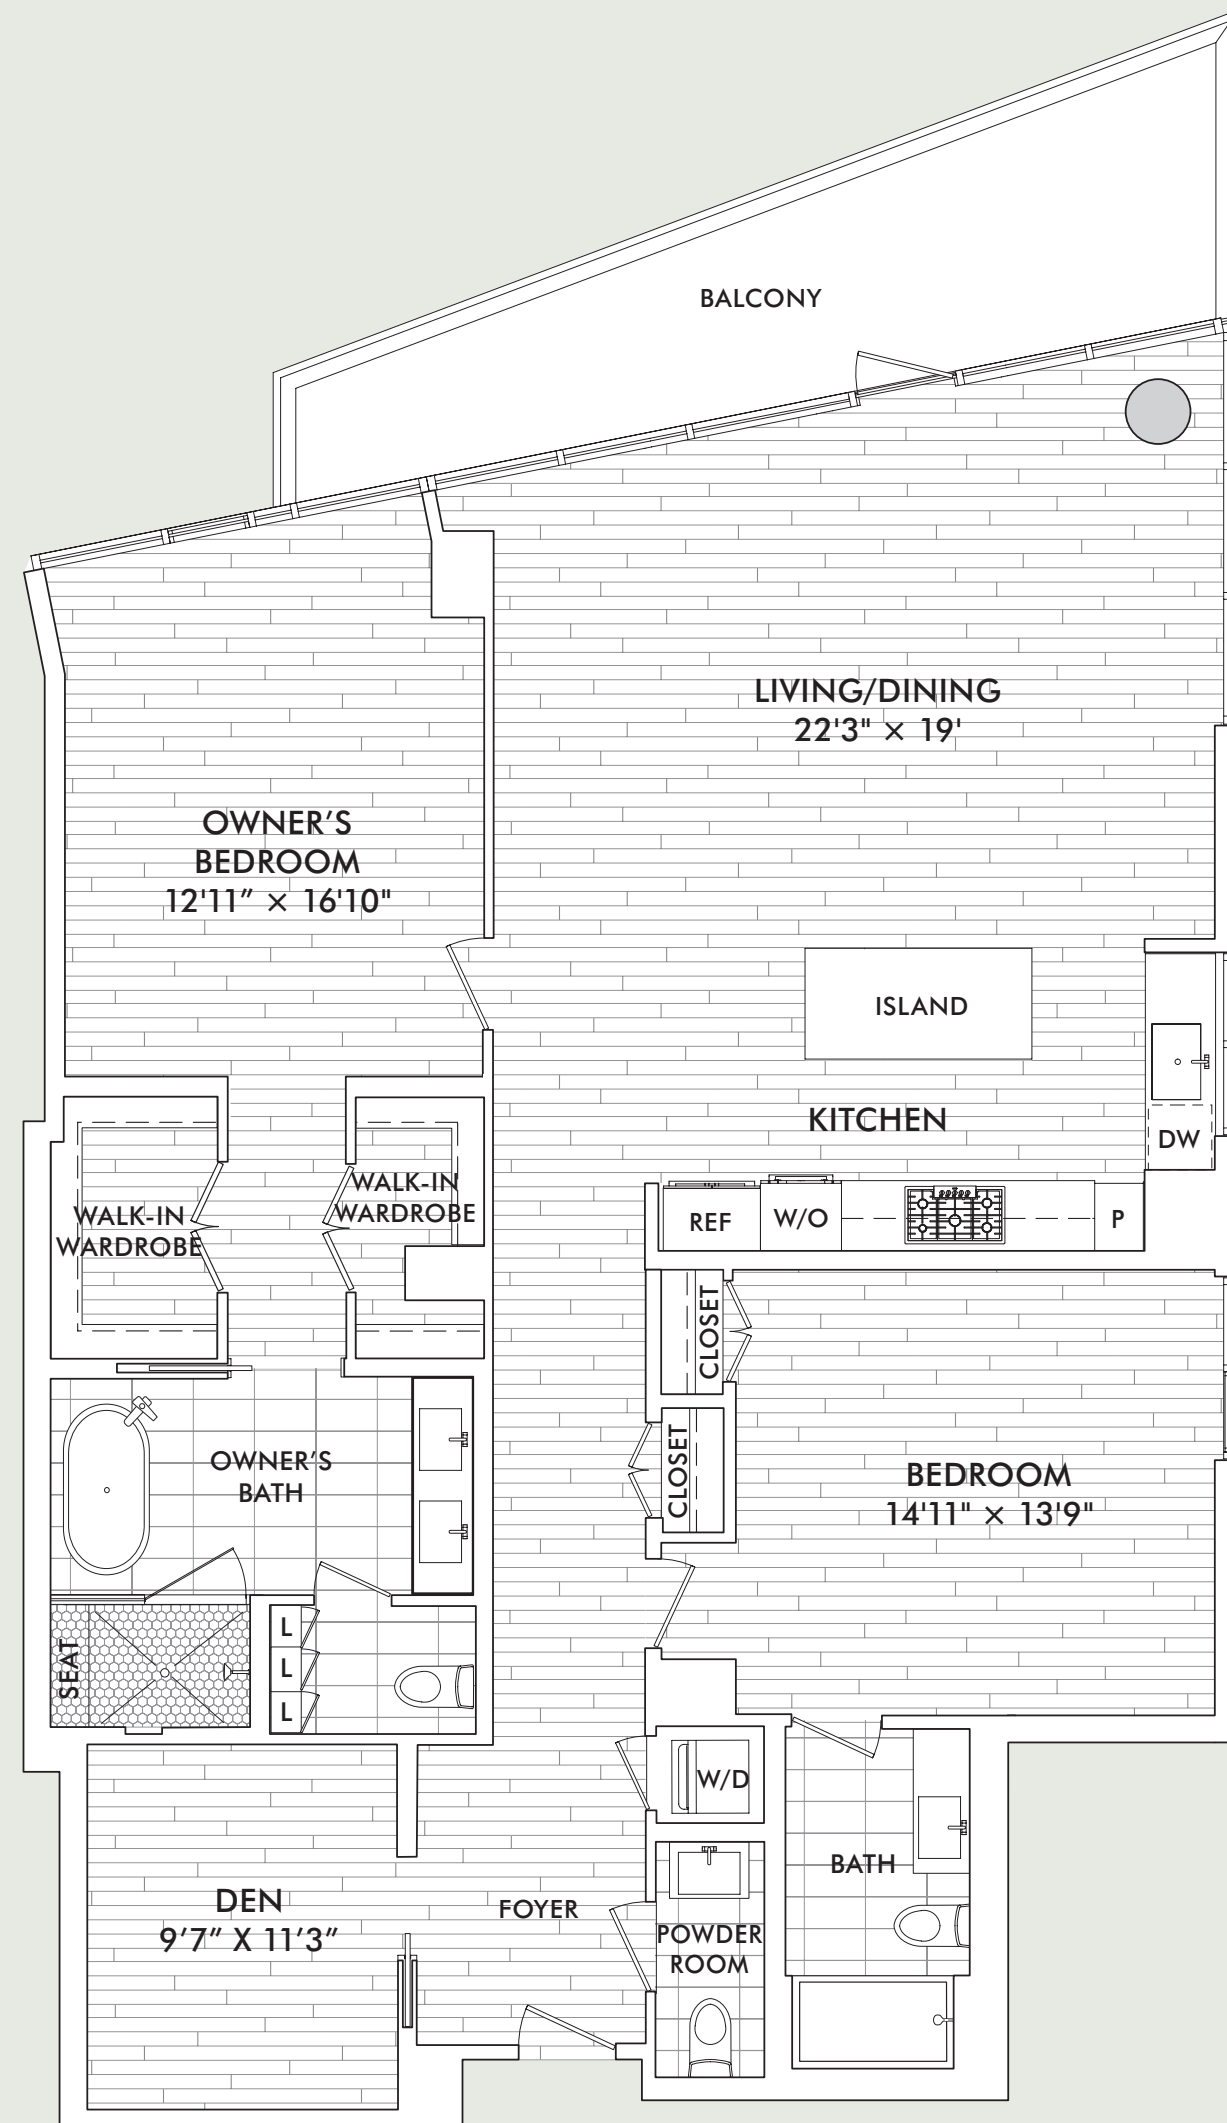 BALCONY
LIVING/DINING
22'3" × 19'
OWNER’S
BEDROOM
12'11” × 16'10"
ISLAND
KITCHEN
DW
WALK-IN
WARDROBE
WALK-IN
WARDROBE
REF
W/O
P
CLOSET
CLOSET
OWNER’S
BATH
BEDROOM
14'11" × 13'9"
SEAT
L
L
L
W/D
BATH
DEN
9’7” X 11’3”
FOYER
POWDER
ROOM